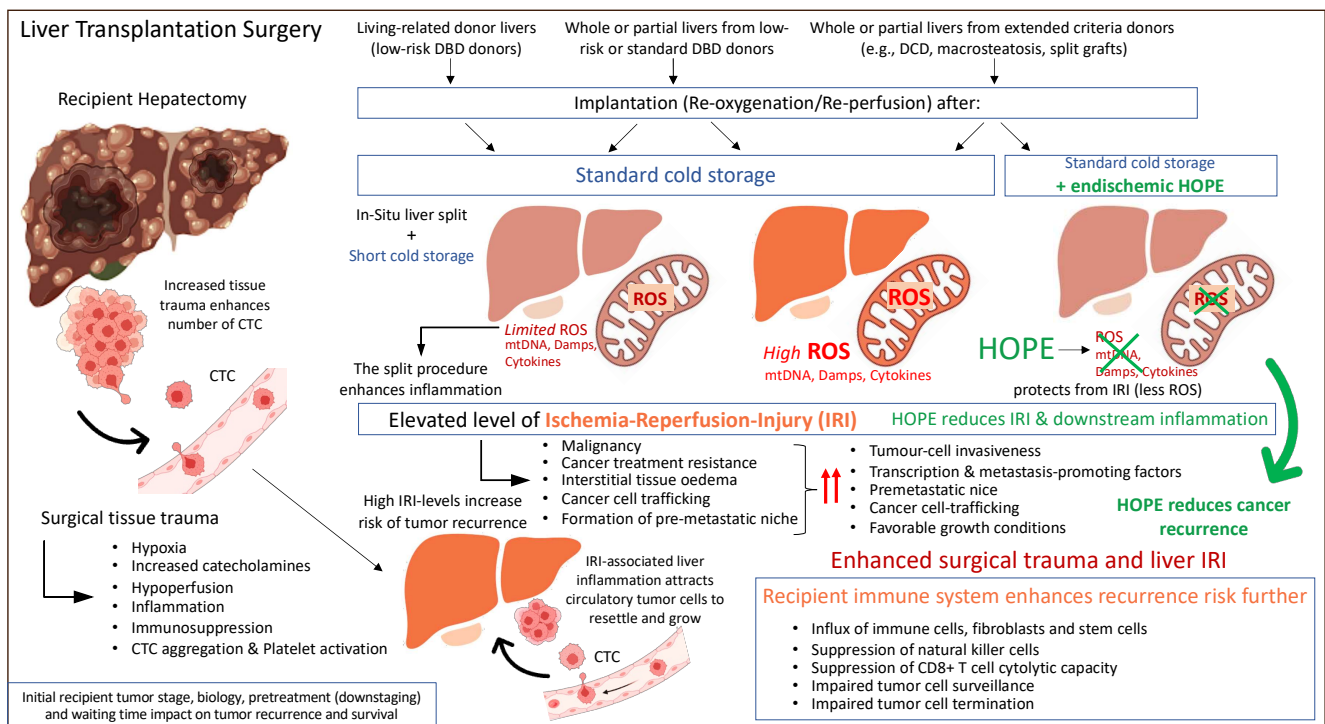 Liver Transplantation Surgery
Recipient Hepatectomy
Increased tissue
trauma enhances
number of CTC
CTC
Surgical tissue trauma
• Hypoxia
• Increased catecholamines
• Hypoperfusion
• Inflammation
• Immunosuppression
• CTC aggregation & Platelet activation
Initial recipient tumor stage, biology, pretreatment (downstaging)
and waiting time impact on tumor recurrence and survival
Living-related donor livers
(low-risk DBD donors)
Whole or partial livers from low-
risk or standard DBD donors
Whole or partial livers from extended criteria donors
(e.g., DCD, macrosteatosis, split grafts)
Implantation (Re-oxygenation/Re-perfusion) after:
Standard cold storage
Standard cold storage
+ endischemic HOPE
In-Situ liver split
+
Short cold storage
ROS
Limited ROS
mtDNA, Damps,
Cytokines
The split procedure
enhances inflammation
ROS
High ROS
mtDNA, Damps, Cytokines
ROS
HOPE
ROS
mtDNA,
Damps, Cytokines
protects from IRI (less ROS)
Elevated level of Ischemia-Reperfusion-Injury (IRI)
HOPE reduces IRI & downstream inflammation
High IRI-levels increase
risk of tumor recurrence
• Malignancy
• Cancer treatment resistance
• Interstitial tissue oedema
• Cancer cell trafficking
• Formation of pre-metastatic niche
• Tumour-cell invasiveness
• Transcription & metastasis-promoting factors
• Premetastatic nice
• Cancer cell-trafficking
• Favorable growth conditions
HOPE reduces cancer
recurrence
IRI-associated liver
inflammation attracts
circulatory tumor cells to
resettle and grow
CTC
Enhanced surgical trauma and liver IRI
Recipient immune system enhances recurrence risk further
• Influx of immune cells, fibroblasts and stem cells
• Suppression of natural killer cells
• Suppression of CD8+ T cell cytolytic capacity
• Impaired tumor cell surveillance
• Impaired tumor cell termination